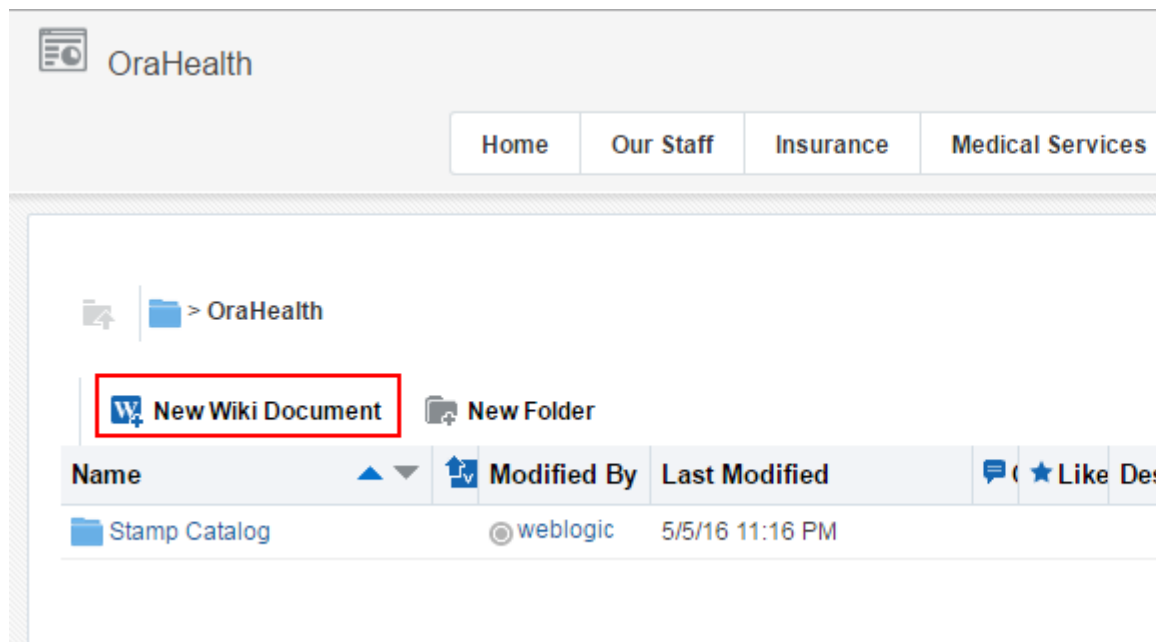 OraHealth
Home Our Staff Insurance Medical Services
> OraHealth
New Wiki Document New Folder
Name Modified By Last Modified Like
Stamp Catalog weblogic 5/5/16 11:16 PM